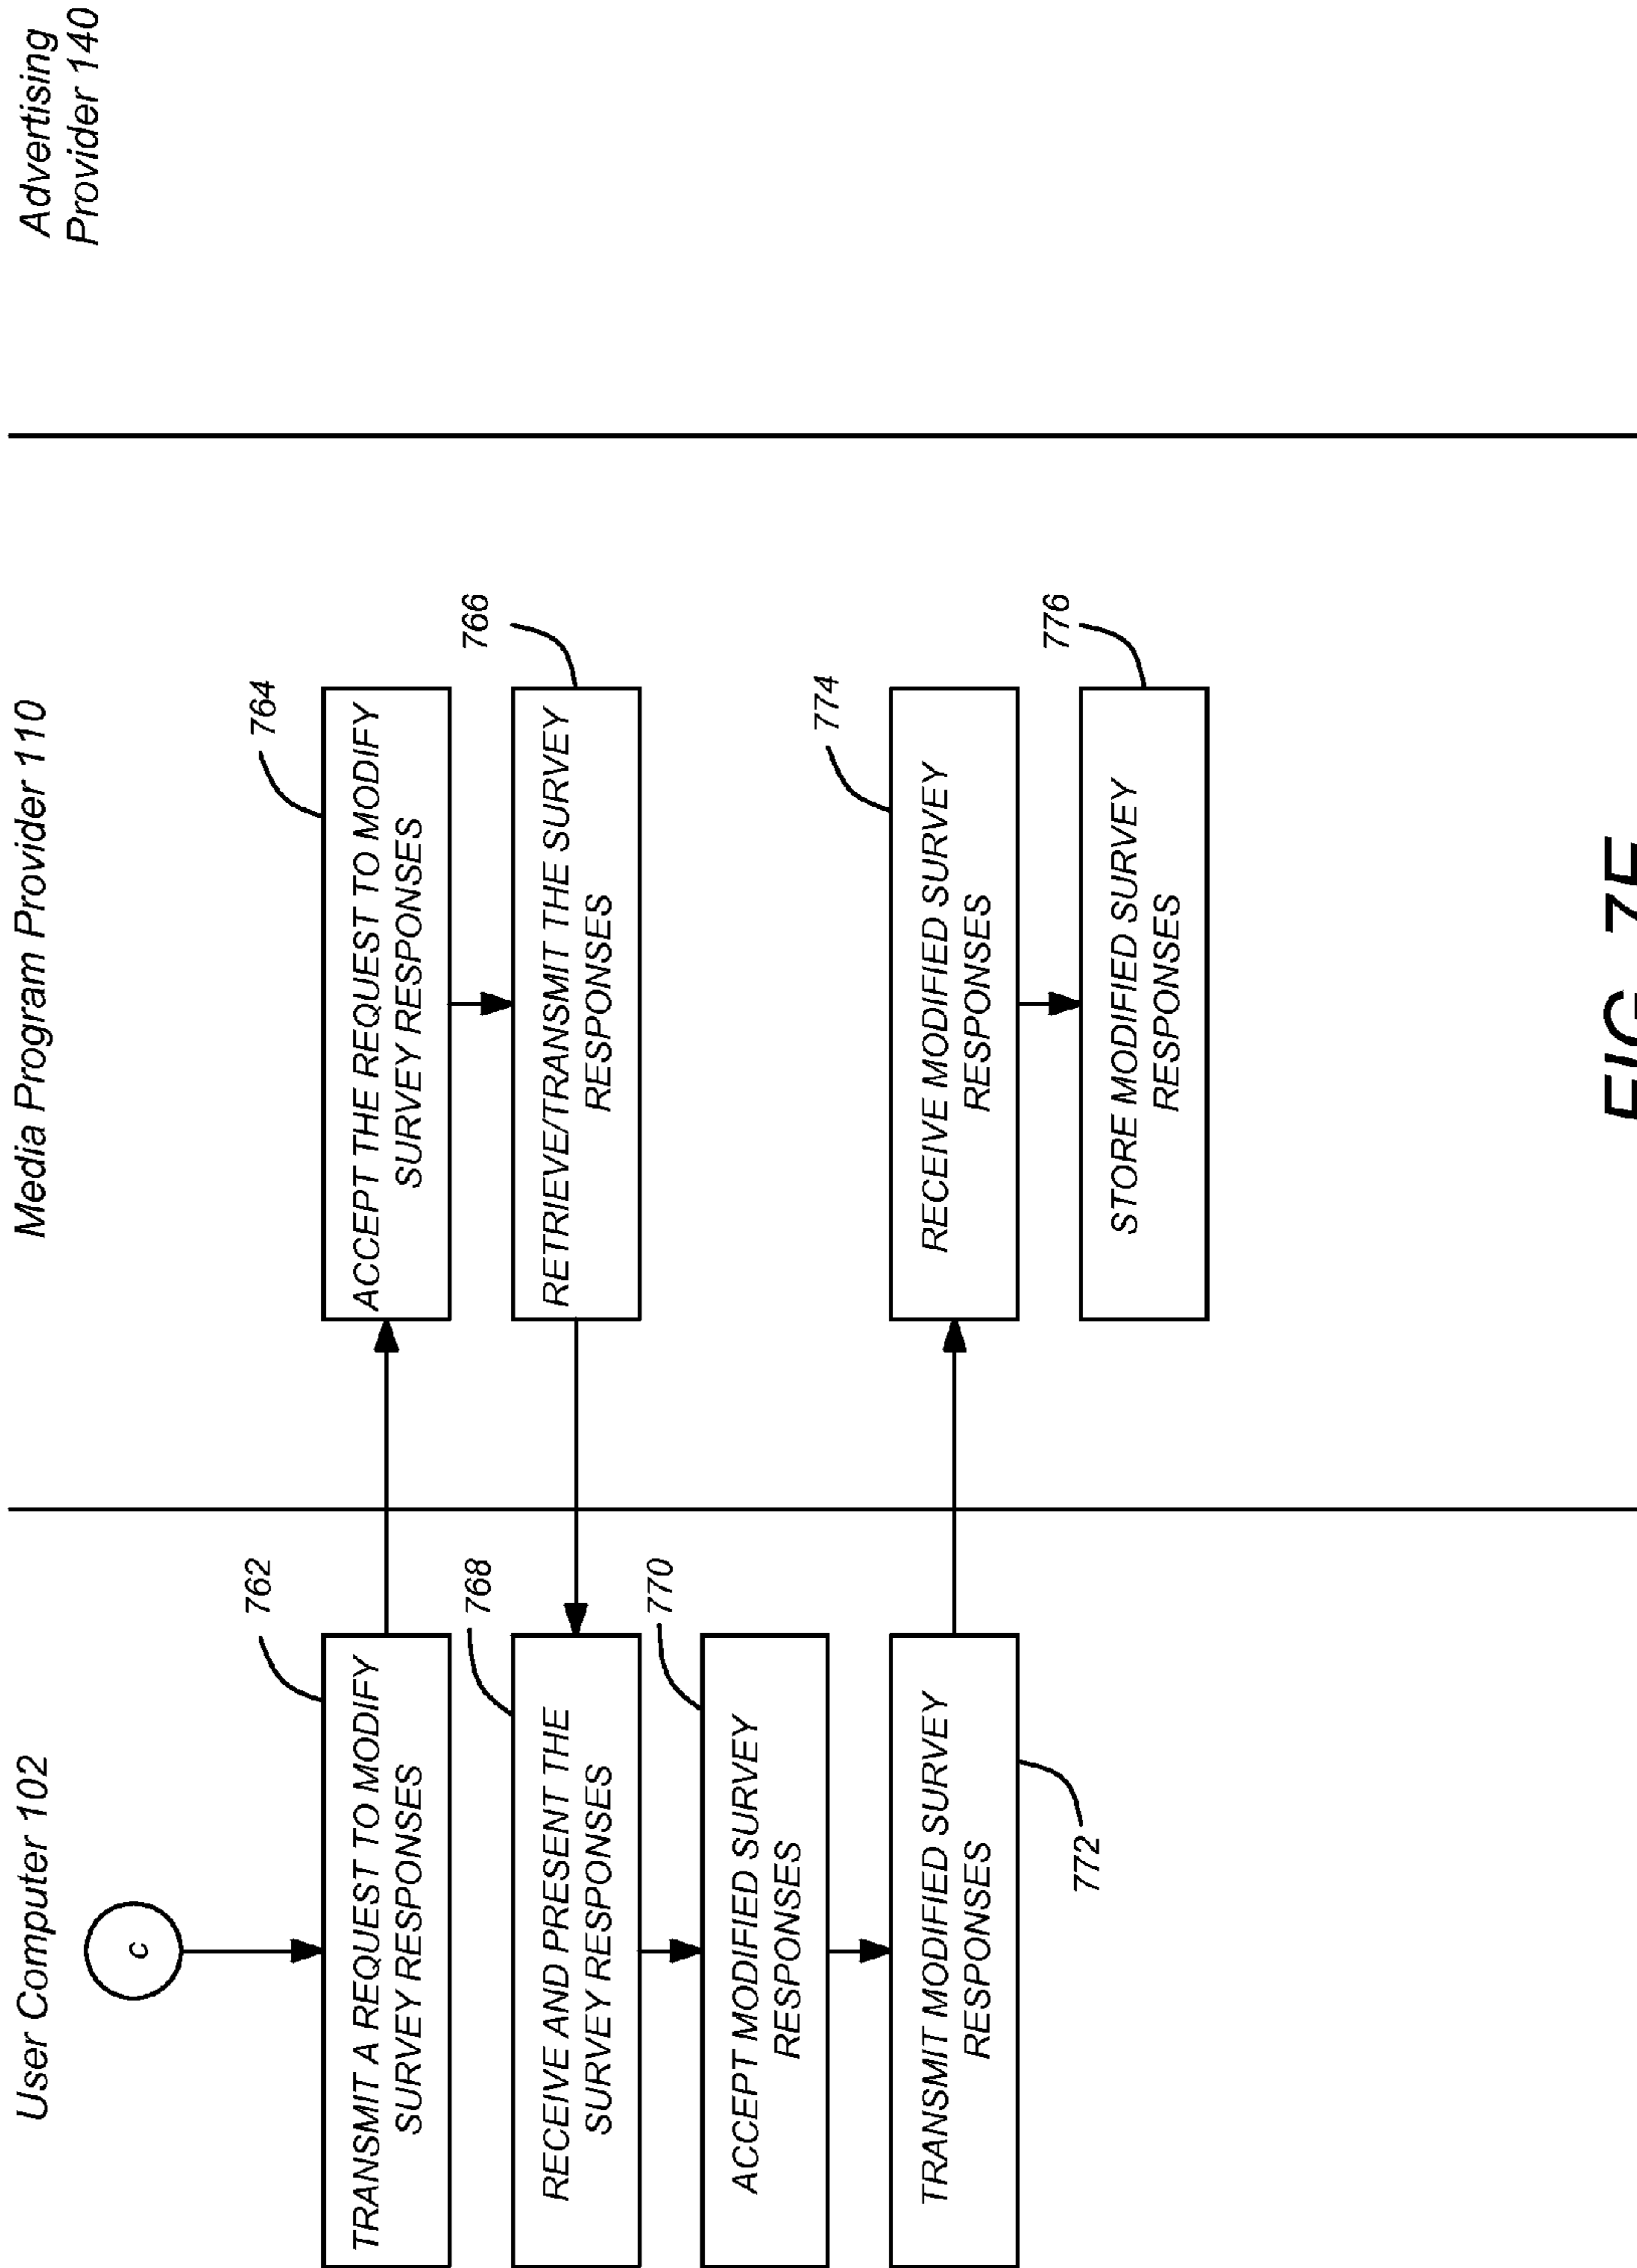 User Computer 102
Media Program Provider 110
Advertising
Provider 140
c
762
TRANSMIT A REQUEST TO MODIFY
SURVEY RESPONSES
764
ACCEPT THE REQUEST TO MODIFY
SURVEY RESPONSES
768
RECEIVE AND PRESENT THE
SURVEY RESPONSES
766
RETRIEVE/TRANSMIT THE SURVEY
RESPONSES
770
ACCEPT MODIFIED SURVEY
RESPONSES
TRANSMIT MODIFIED SURVEY
RESPONSES
772
774
RECEIVE MODIFIED SURVEY
RESPONSES
776
STORE MODIFIED SURVEY
RESPONSES
FIG.